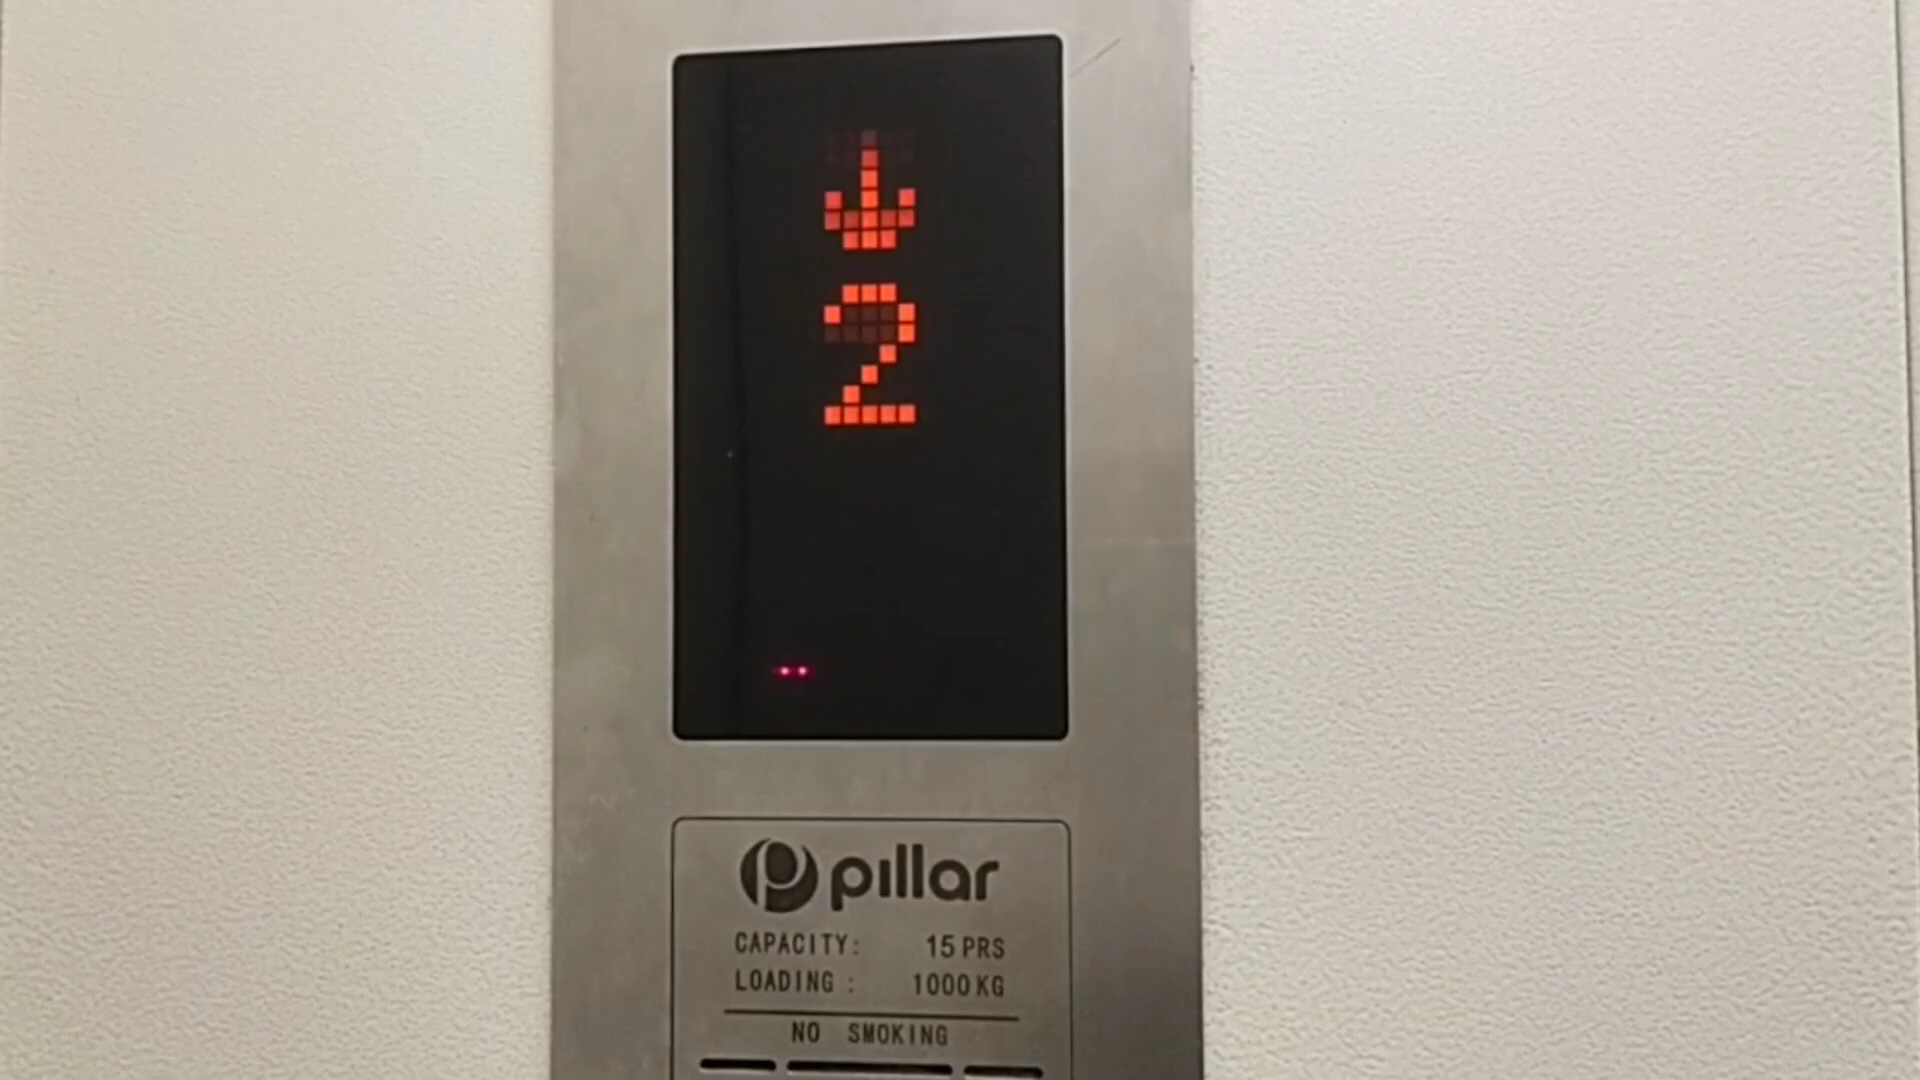 2
pillar
CAPACITY: 15 PRS
LOADING : 1000 KG
NO SMOKING